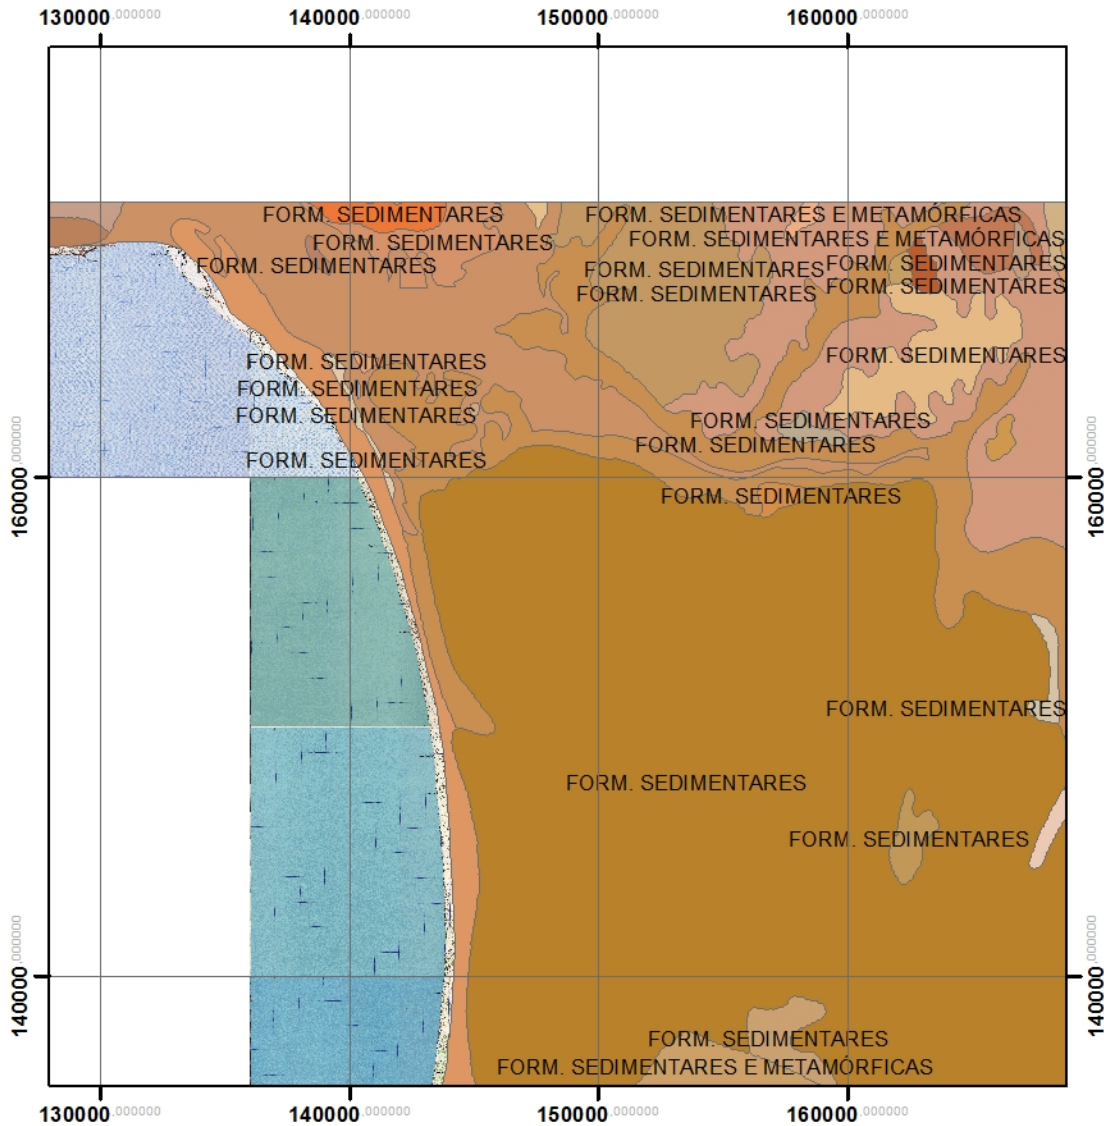 130000,000000 140000,000000 150000,000000 160000,000000
FORM. SEDIMENTARES FORM. SEDIMENTARES E METAMÓRFICAS
FORM. SEDIMENTARES FORM. SEDIMENTARES E METAMÓRFICAS
FORM. SEDIMENTARES FORM. SEDIMENTARES FORM. SEDIMENTARES
FORM. SEDIMENTARES FORM. SEDIMENTARES
FORM. SEDIMENTARES FORM. SEDIMENTARES
FORM. SEDIMENTARES
FORM. SEDIMENTARES FORM. SEDIMENTARES
FORM. SEDIMENTARES
FORM. SEDIMENTARES
160000,000000 160000,000000
FORM. SEDIMENTARES
FORM. SEDIMENTARES
FORM. SEDIMENTARES
FORM. SEDIMENTARES
140000,000000 140000,000000
FORM. SEDIMENTARES
FORM. SEDIMENTARES E METAMÓRFICAS
130000,000000 140000,000000 150000,000000 160000,000000